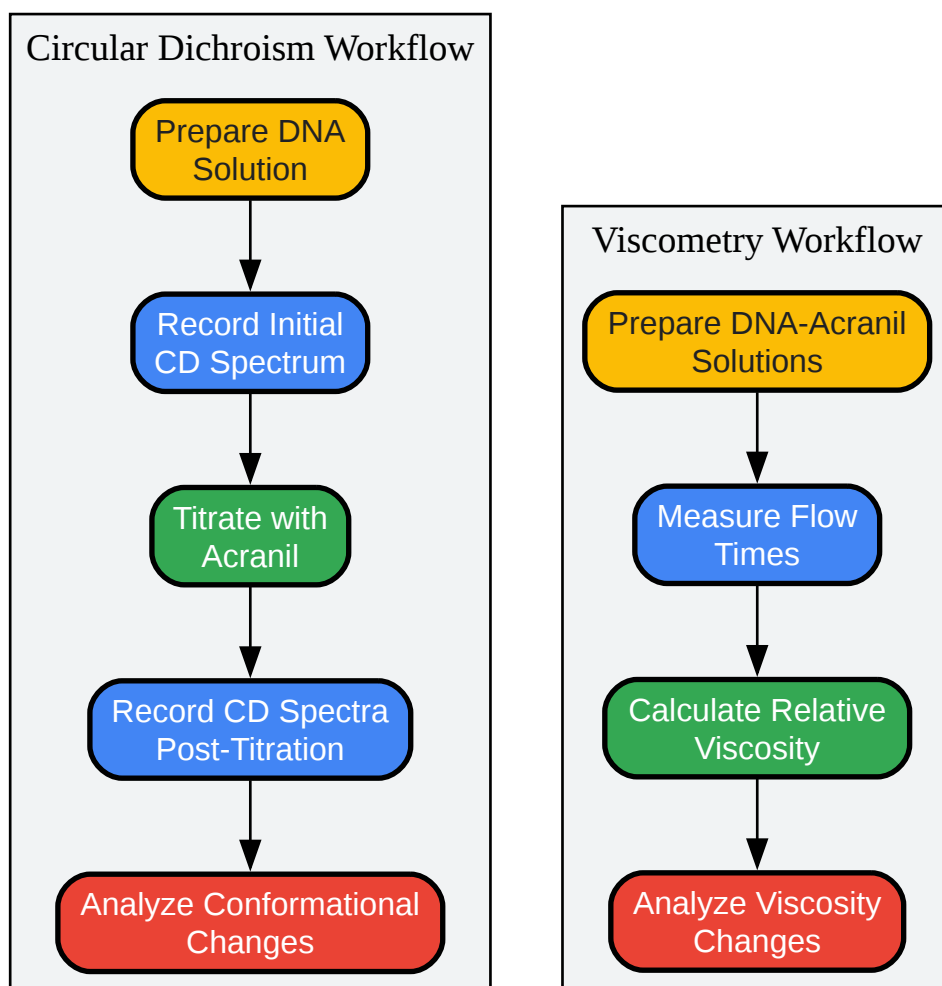 Circular Dichroism Workflow
Prepare DNA
Solution
Record Initial
CD Spectrum
Titrate with
Acranil
Record CD Spectra
Post-Titration
Analyze Conformational
Changes
Viscometry Workflow
Prepare DNA-Acranil
Solutions
Measure Flow
Times
Calculate Relative
Viscosity
Analyze Viscosity
Changes